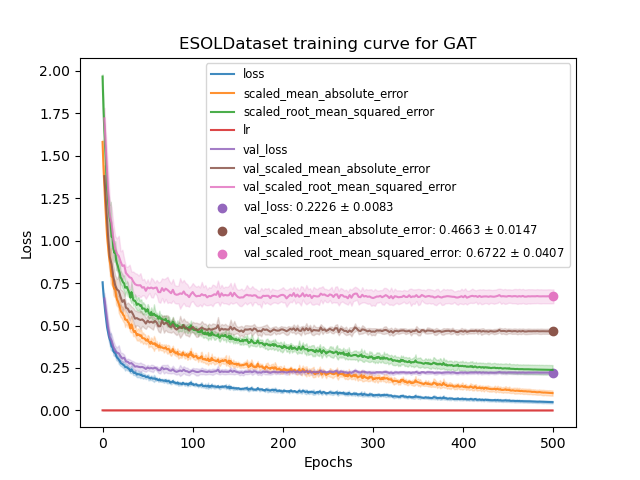 ESOLDataset training curve for GAT
2.00
1.75
1.50
1.25
1.00
0.75
0.50
0.25
0.00
Loss
loss
scaled_mean_absolute_error
scaled_root_mean_squared_error
lr
val_loss
val_scaled_mean_absolute_error
val_scaled_root_mean_squared_error
val_loss: 0.2226 ± 0.0083
val_scaled_mean_absolute_error: 0.4663 ± 0.0147
val_scaled_root_mean_squared_error: 0.6722 ± 0.0407
0 100 200 300 400 500
Epochs